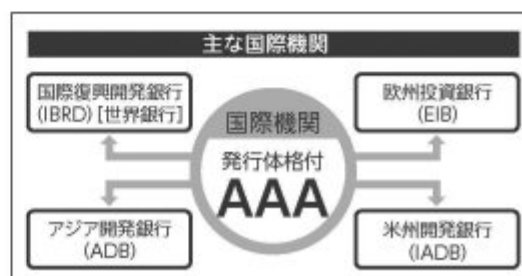 主な国際機関
国際復興開発銀行
(IBRD) [世界銀行]
欧州投資銀行
(EIB)
国際機関
発行体格付
AAA
アジア開発銀行
(ADB)
米州開発銀行
(IADB)